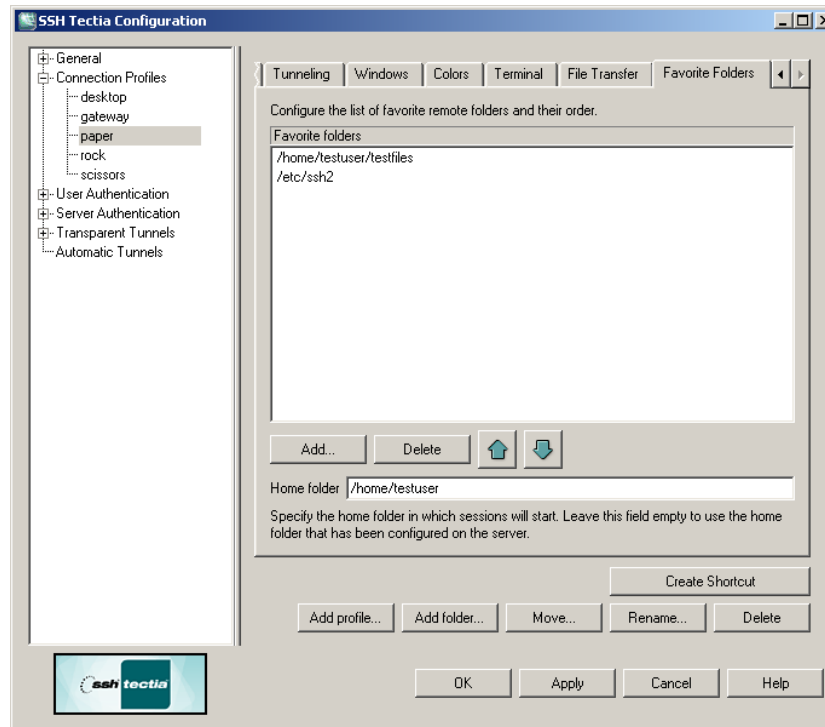 SSH Tectia Configuration
General
Connection Profiles
desktop
gateway
paper
rock
scissors
User Authentication
Server Authentication
Transparent Tunnels
Automatic Tunnels
Tunneling Windows Colors Terminal File Transfer Favorite Folders
Configure the list of favorite remote folders and their order.
Favorite folders
/home/testuser/testfiles
/etc/ssh2
Add... Delete
Home folder /home/testuser
Specify the home folder in which sessions will start. Leave this field empty to use the home
folder that has been configured on the server.
Create Shortcut
Add profile... Add folder... Move... Rename... Delete
ssh tectia
OK Apply Cancel Help